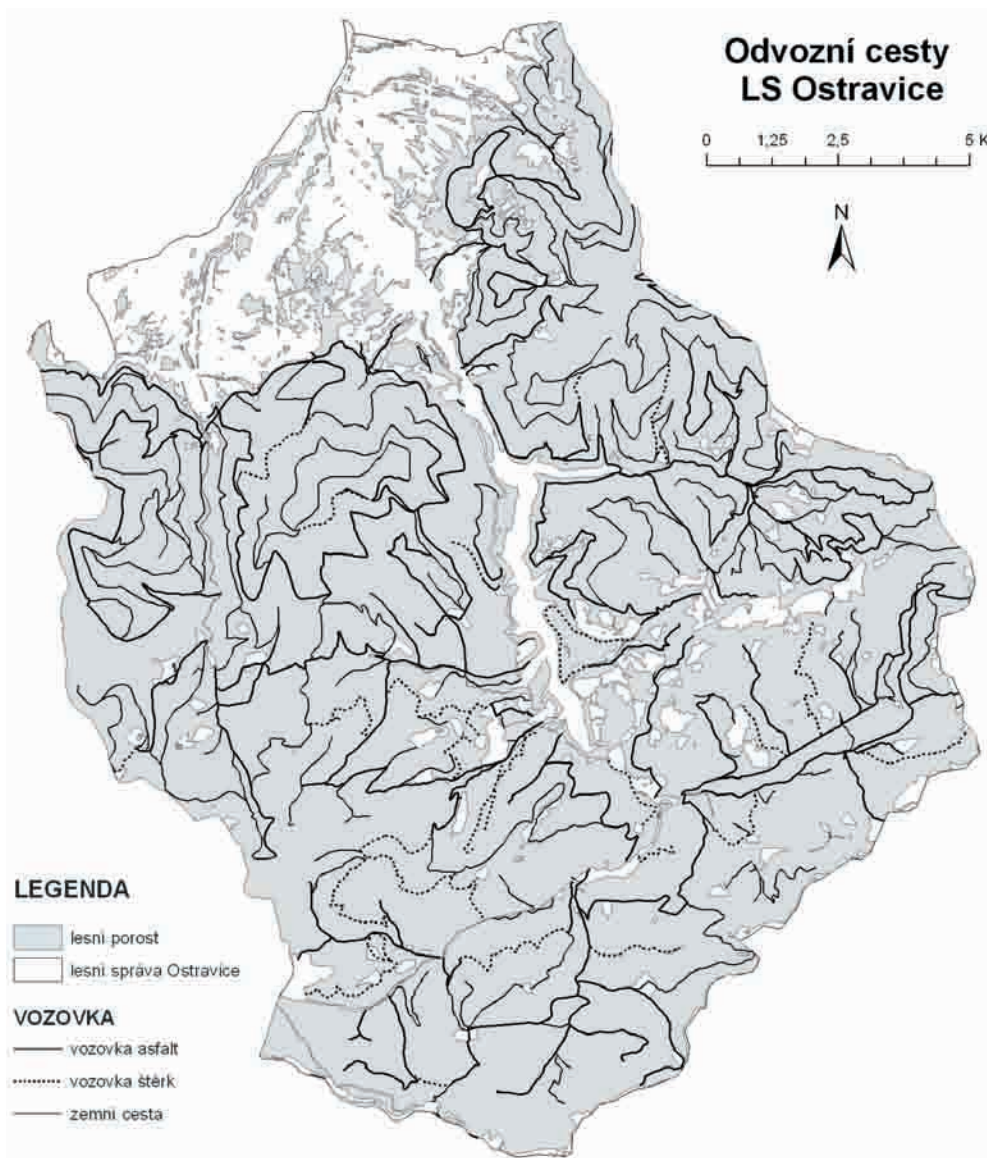 Odvozní cesty
LS Ostravice
0 1,25 2,5 5 K
N
LEGENDA
lesní porost
lesní správa Ostravice
VOZOVKA
vozovka asfalt
vozovka štěrk
zemní cesta